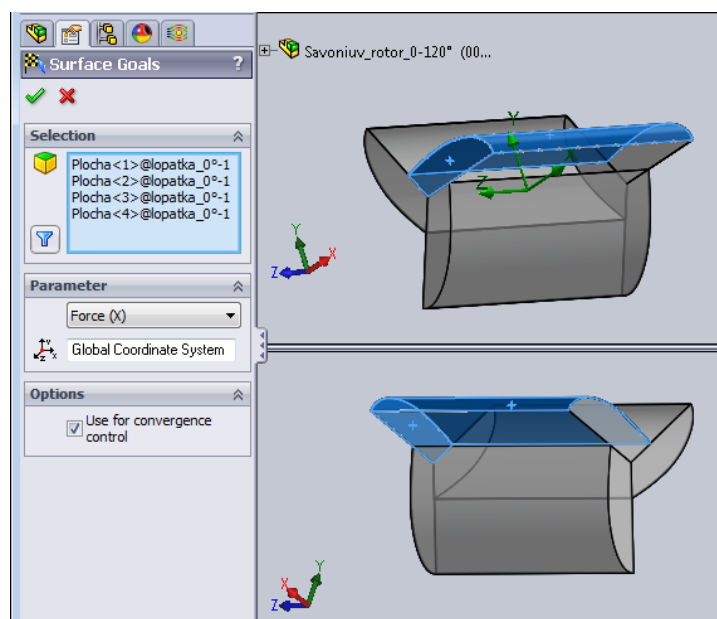 Surface Goals ?
Selection
Plocha<1>@lopatka_0°-1
Plocha<2>@lopatka_0°-1
Plocha<3>@lopatka_0°-1
Plocha<4>@lopatka_0°-1
Parameter
Force (X)
Global Coordinate System
Options
Use for convergence
control
Savoniuv_rotor_0-120° (00...
Y
X
Z
Y
X
Z
Y
X
Z